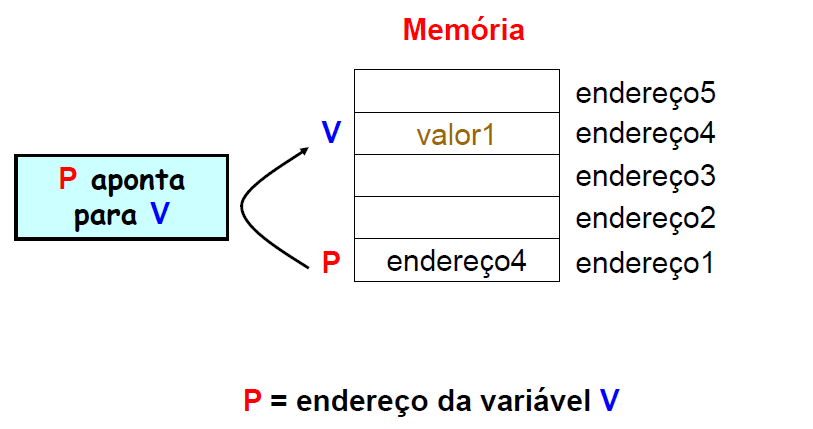 Memória
endereço5
V valor1 endereço4
P aponta
para V
endereço3
endereço2
P endereço4 endereço1
P = endereço da variável V